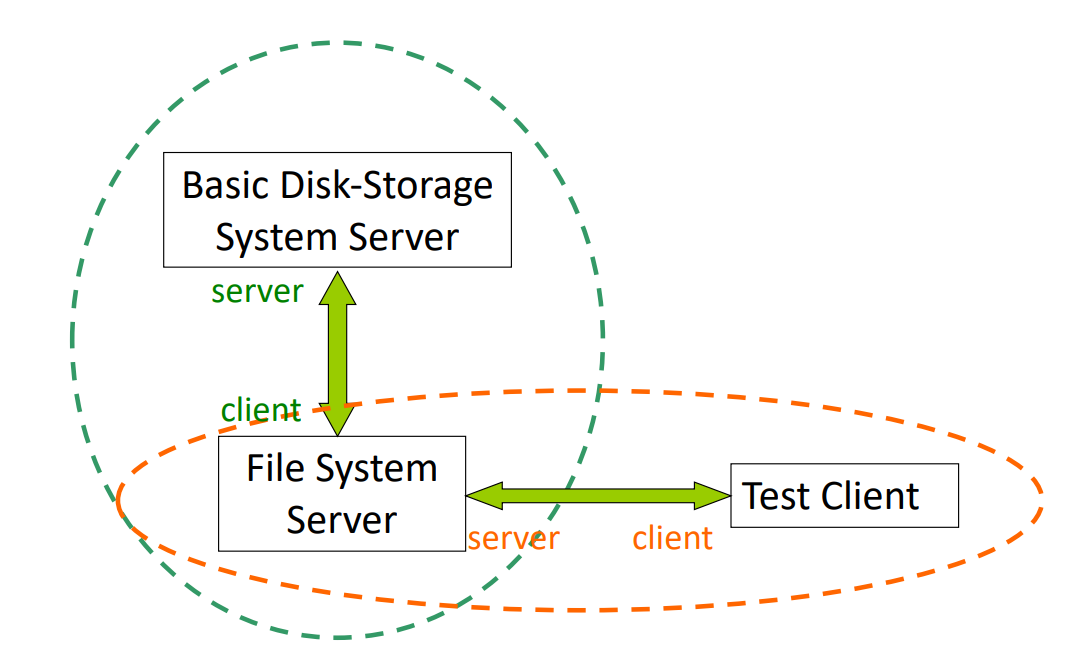 Basic Disk-Storage
System Server
server
client
File System
Server
Test Client
server
client